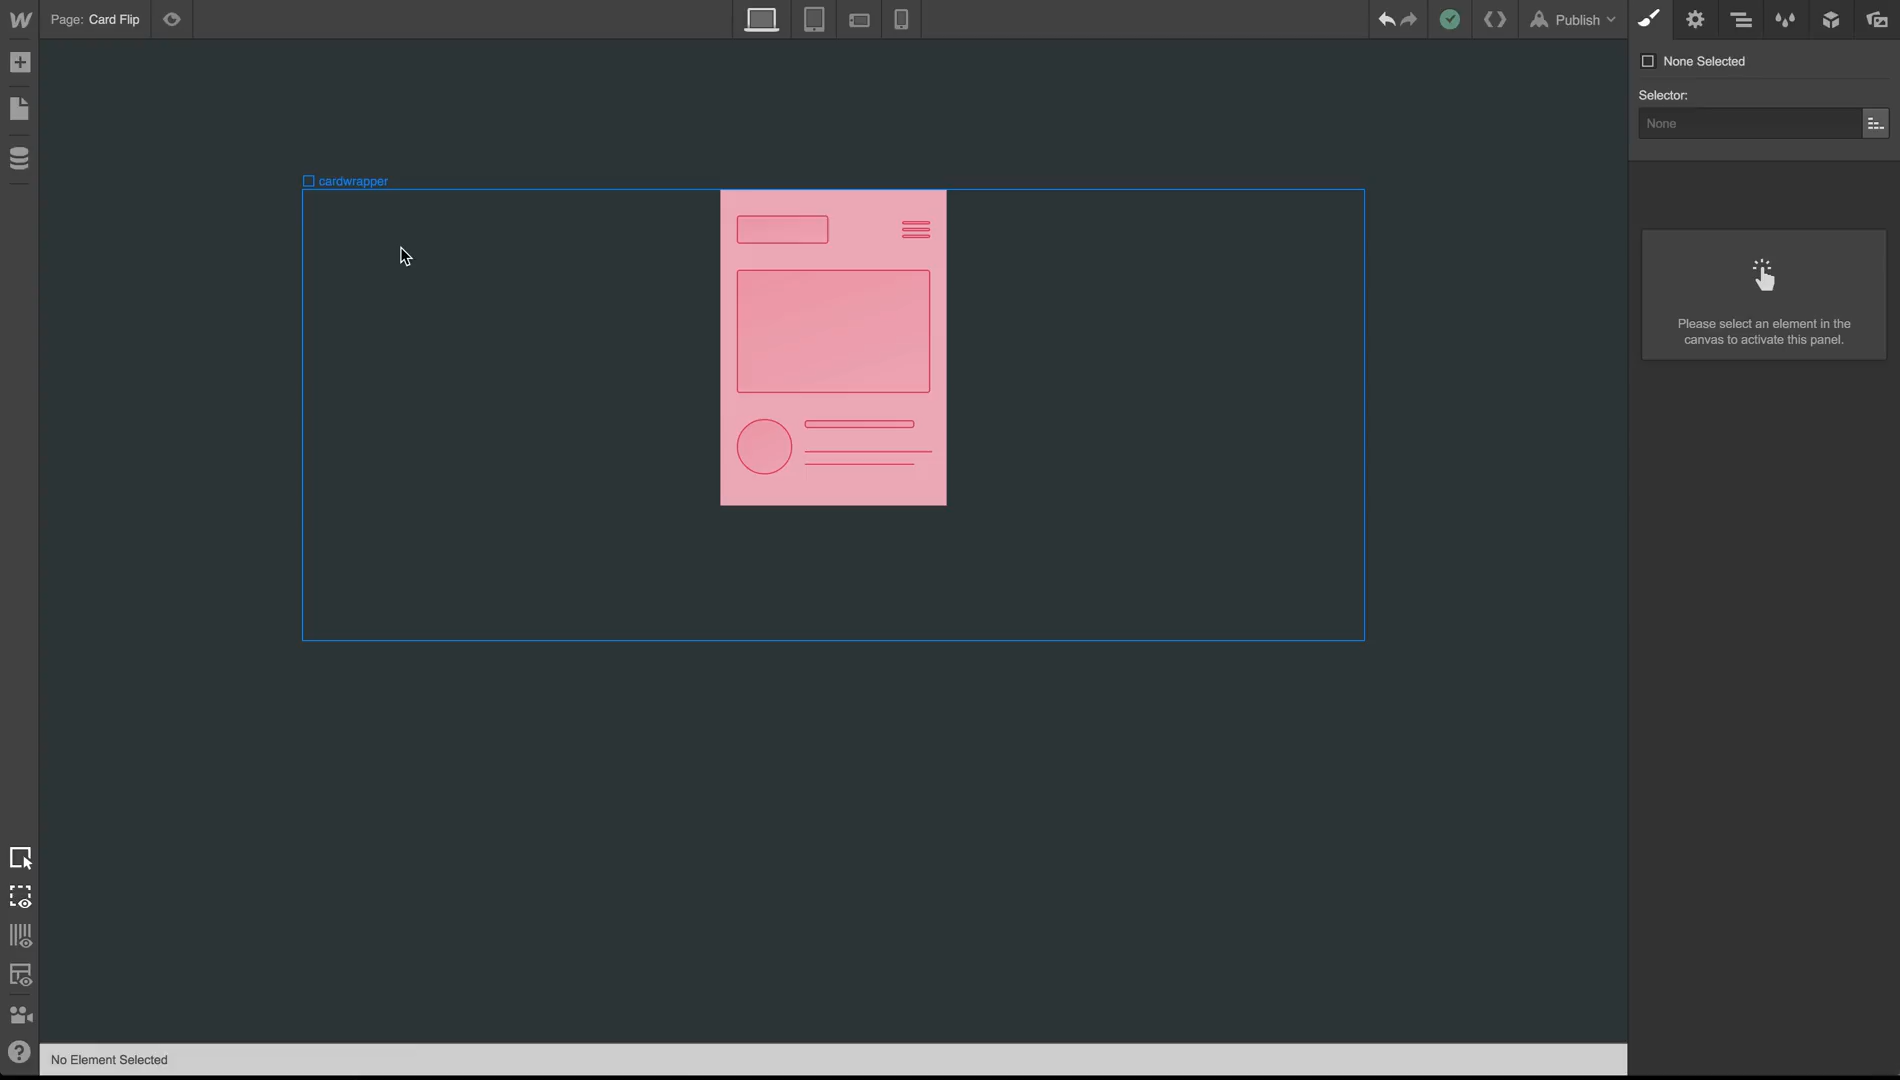 Page: Card Flip
Publish
None Selected
Selector:
None
cardwrapper
Please select an element in the
canvas to activate this panel.
No Element Selected